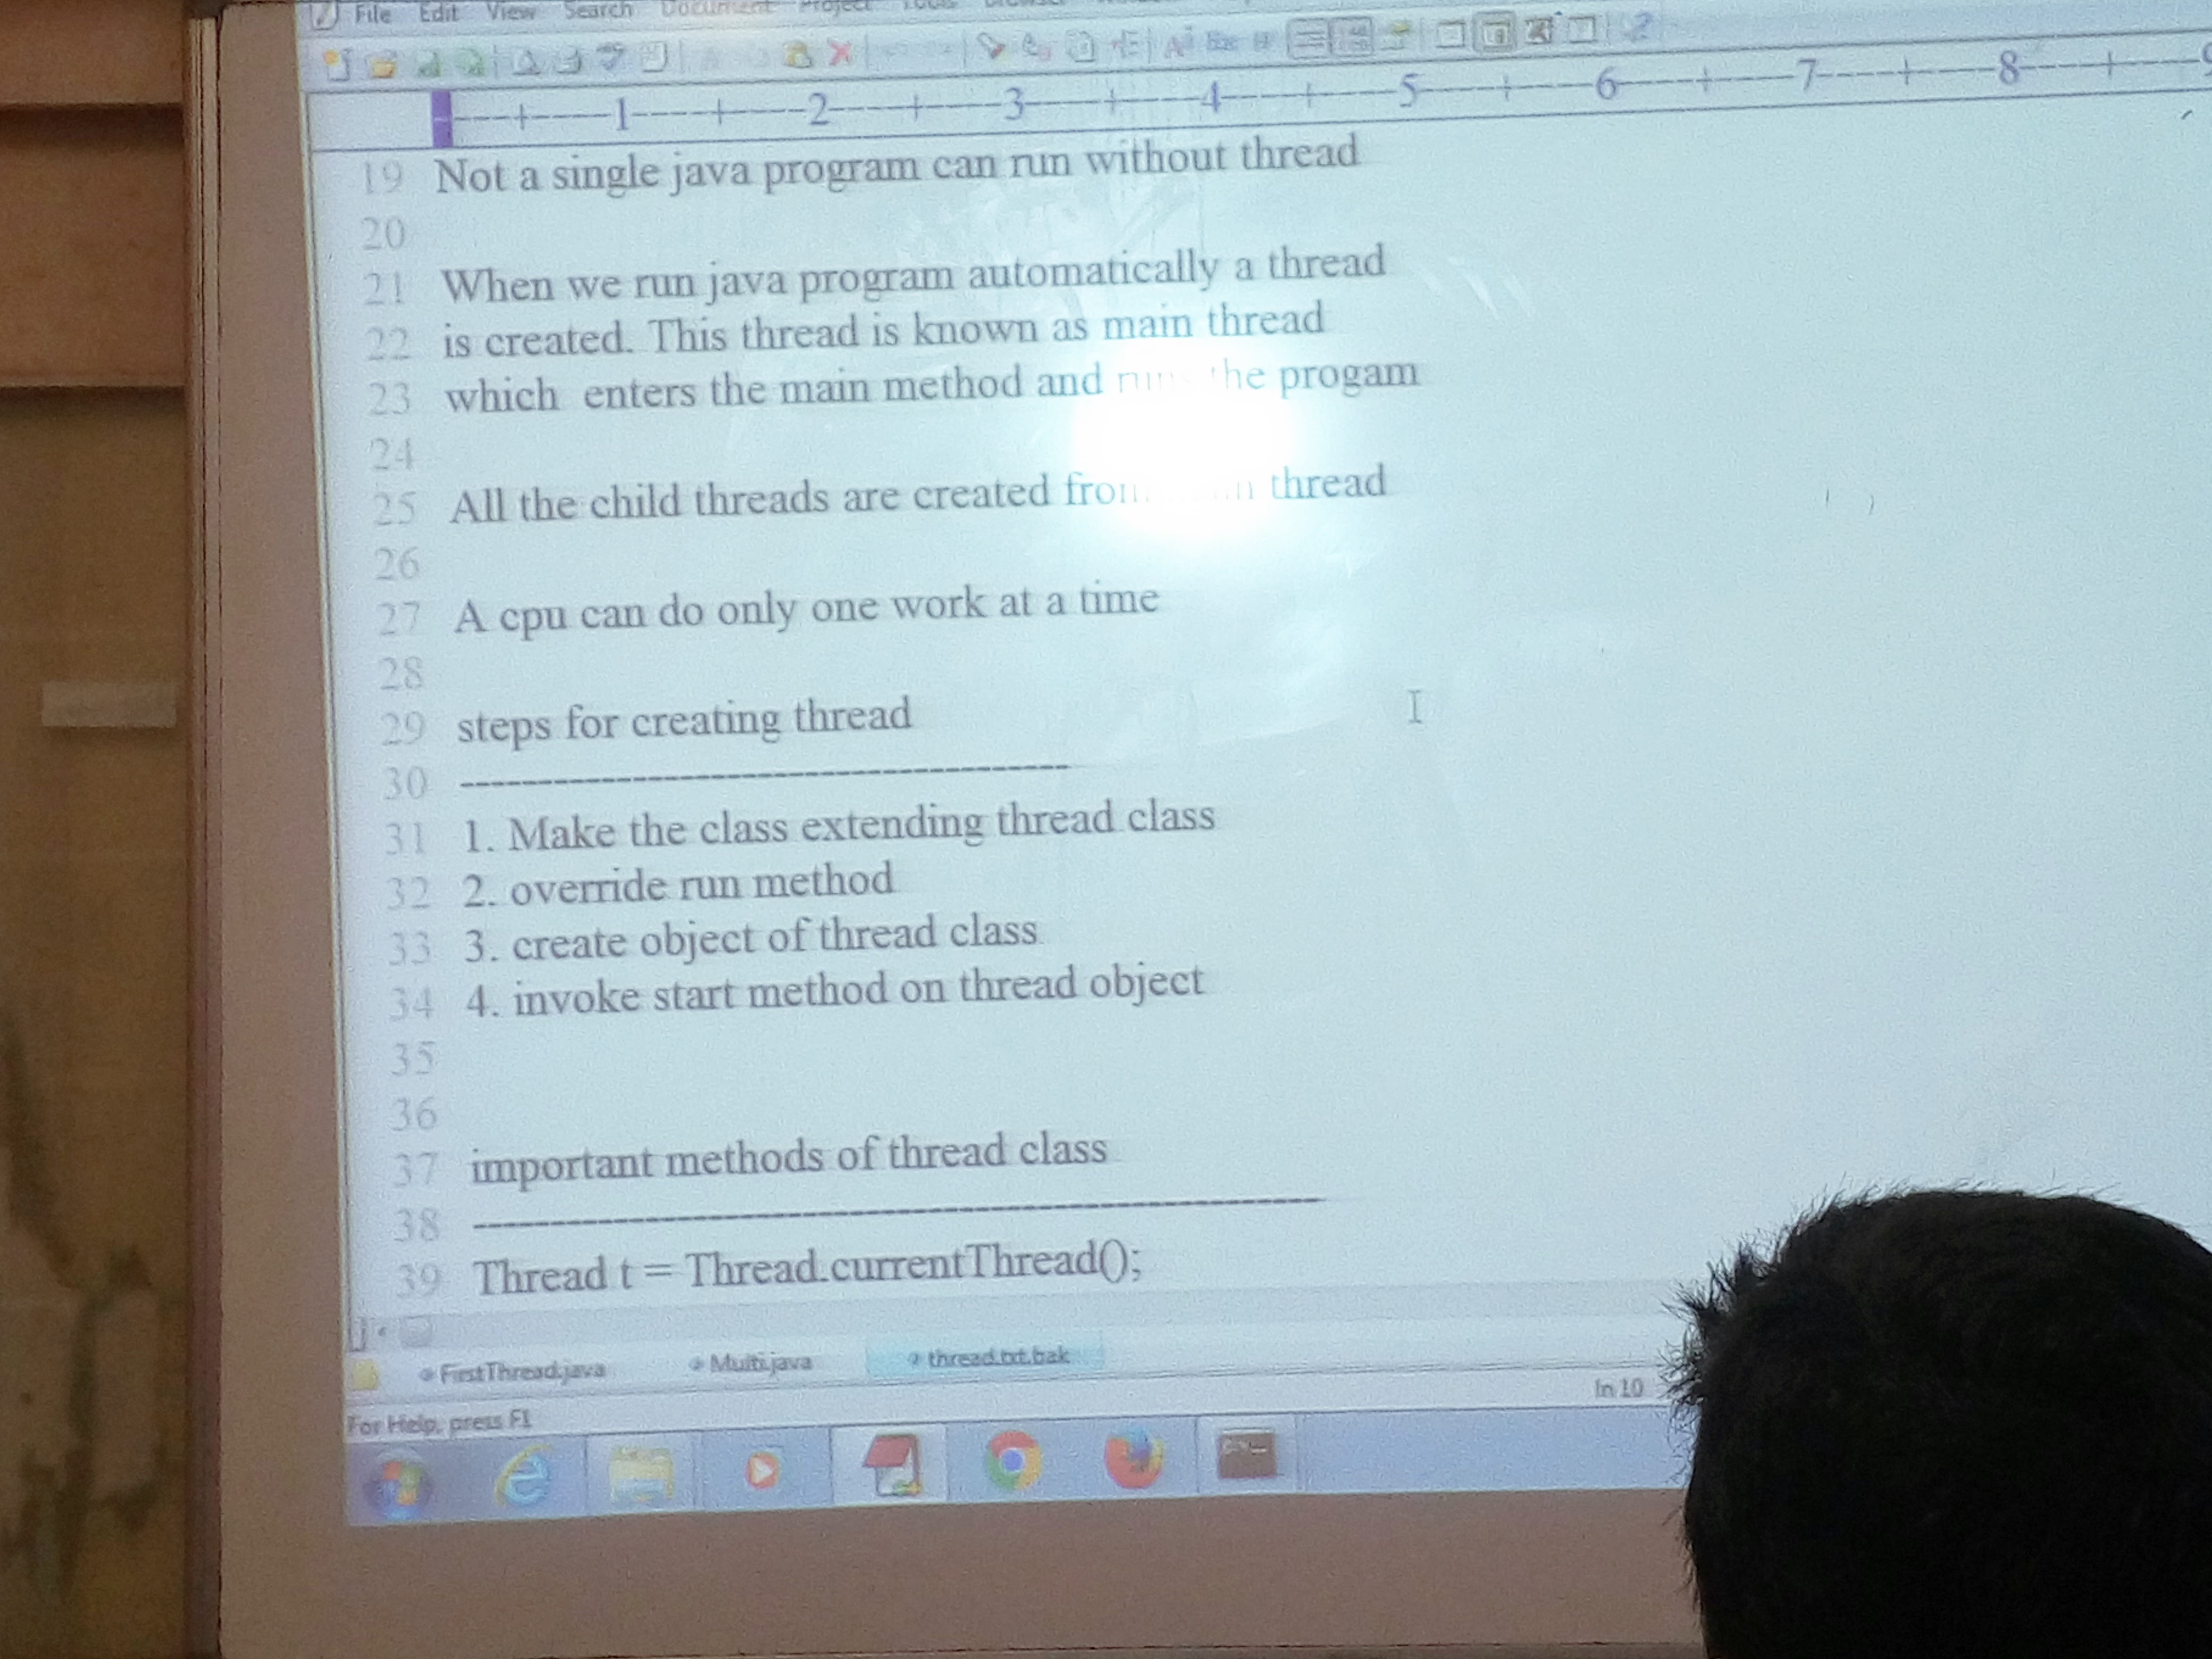 File Edit View Search Document Project
---+----1----+----2----+----3----+----4----+----5----+----6----+----7----+----8----+----9
19 Not a single java program can run without thread
20
21 When we run java program automatically a thread
22 is created. This thread is known as main thread
23 which enters the main method and runs the progam
24
25 All the child threads are created thread
26
27 A cpu can do only one work at a time
28
29 steps for creating thread
30 ---------------------------------------
31 1. Make the class extending thread class
32 2. override run method
33 3. create object of thread class
34 4. invoke start method on thread object
35
36
37 important methods of thread class
38 -------------------------------------------------------
39 Thread t = Thread.currentThread();
FirstThread.java Multi.java thread.txt.bak
ln 10
For Help, press F1
C:\